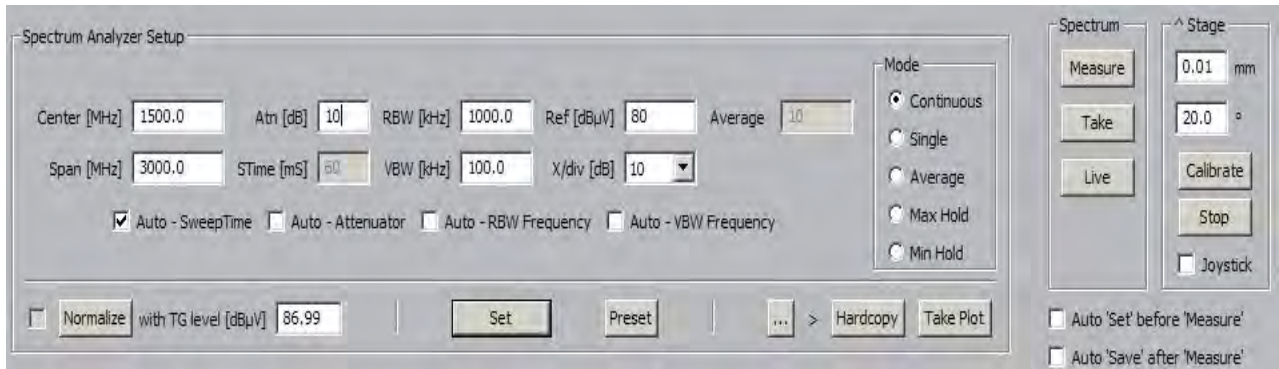 Spectrum Analyzer Setup
Center [MHz] 1500.0 Atn [dB] 10 RBW [kHz] 1000.0 Ref [dBµV] 80 Average 10
Span [MHz] 3000.0 STime [mS] 60 VBW [kHz] 100.0 X/div [dB] 10
Auto - SweepTime Auto - Attenuator Auto - RBW Frequency Auto - VBW Frequency
Mode
Continuous
Single
Average
Max Hold
Min Hold
Normalize with TG level [dBµV] 86.99 Set Preset ... > Hardcopy Take Plot
Spectrum
Measure
Take
Live
^ Stage
0.01 mm
20.0 °
Calibrate
Stop
Joystick
Auto 'Set' before 'Measure'
Auto 'Save' after 'Measure'